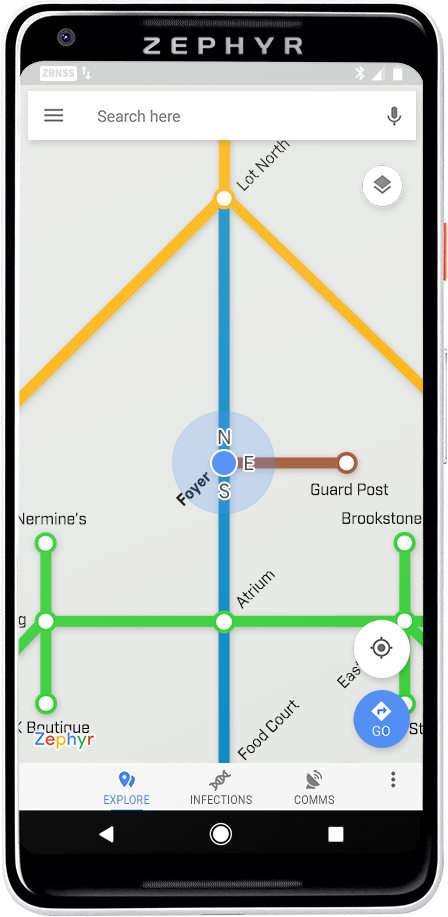 ZEPHYR
ZRNSS
Search here
Lot North
N
E
S
Foyer
Guard Post
Nermine's
Brookstone
Atrium
g
East
Food Court
K Boutique
St
Zephyr
GO
EXPLORE
INFECTIONS
COMMS